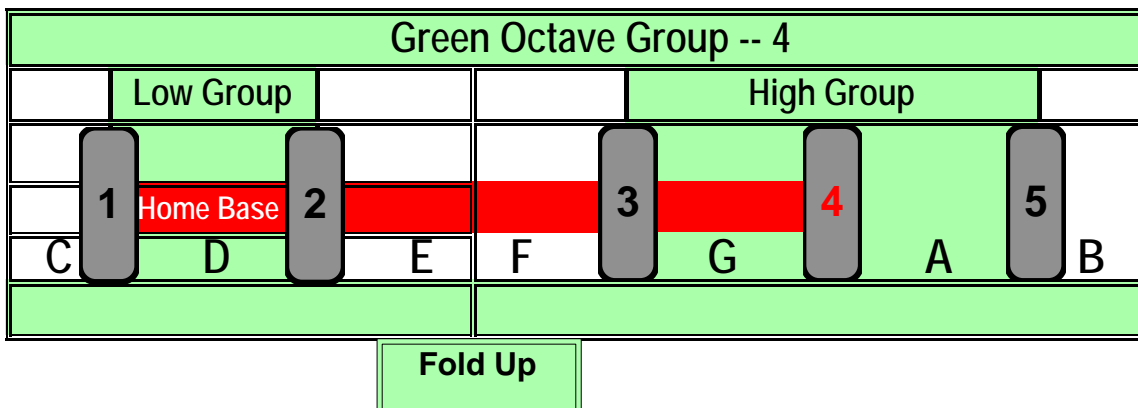 Green Octave Group -- 4
Low Group High Group
1 Home Base 2 3 4 5
C D E F G A B
Fold Up